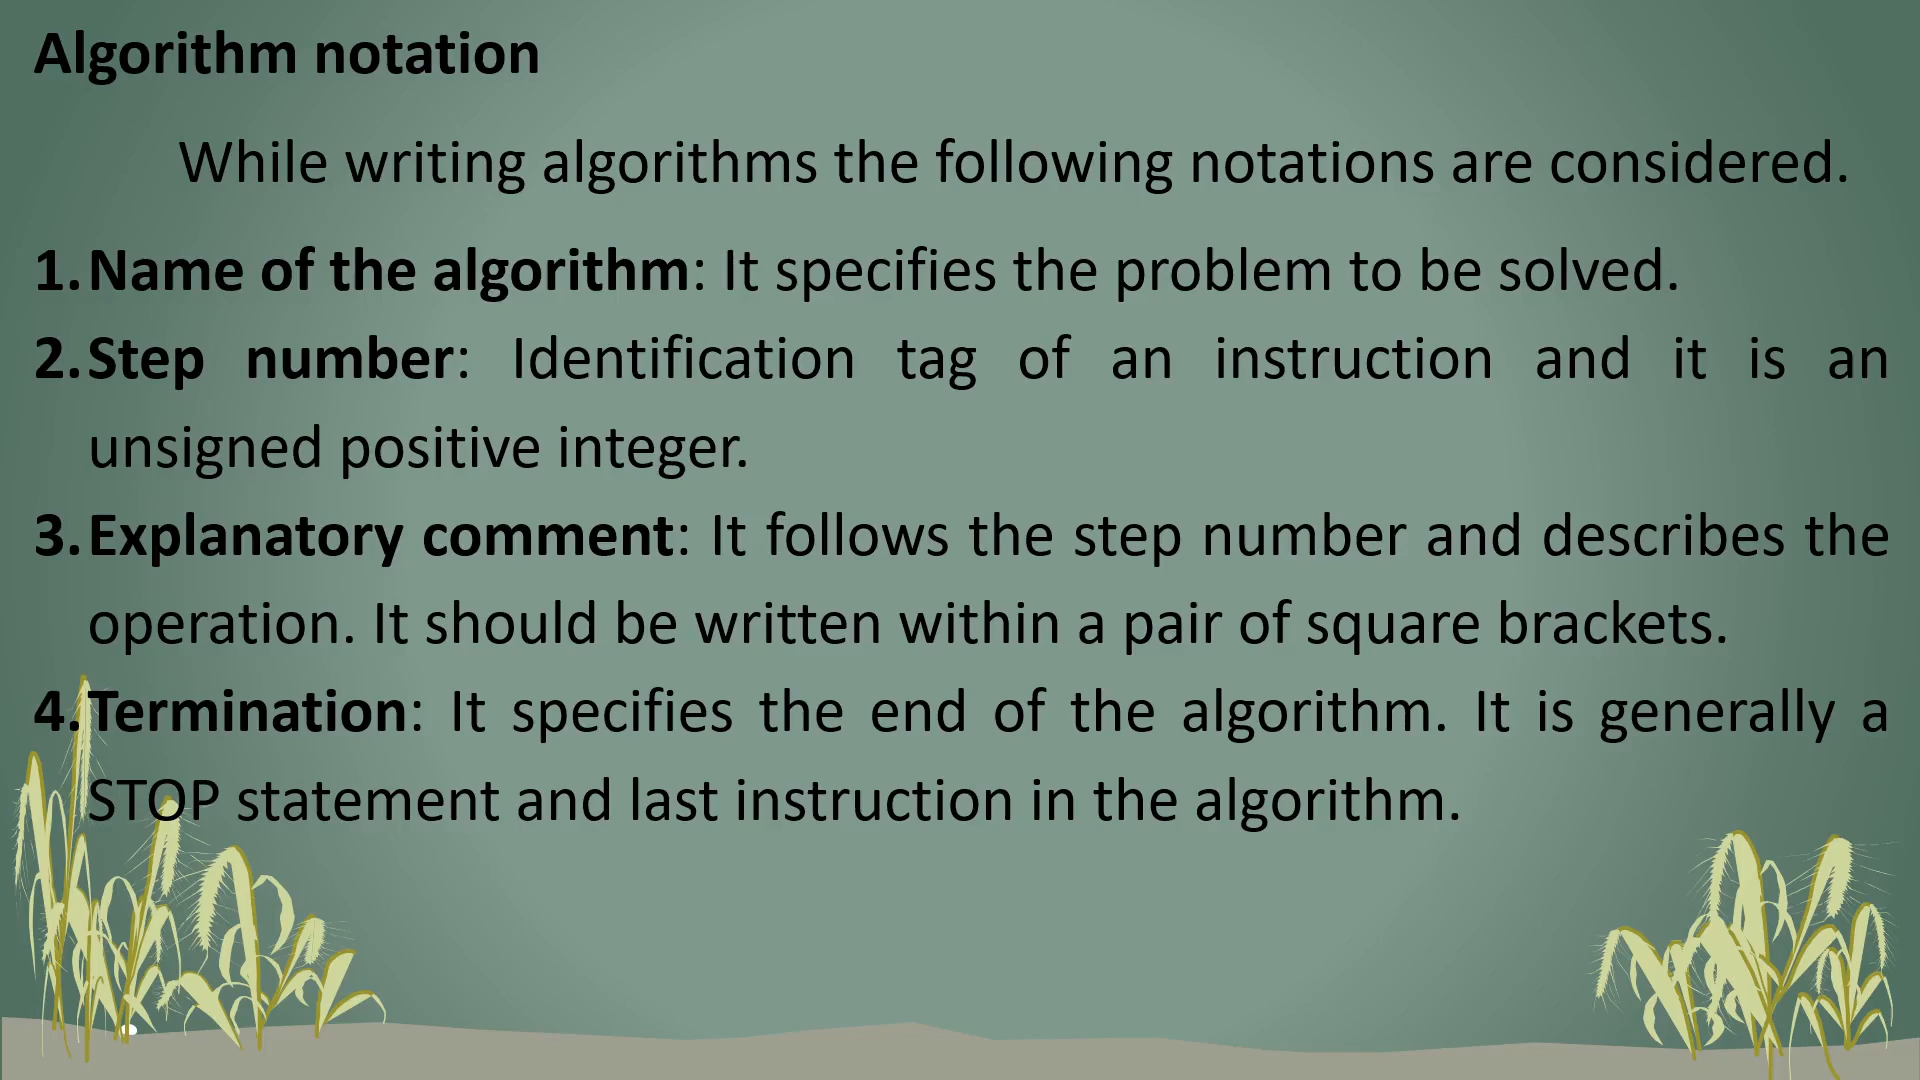 Algorithm notation
While writing algorithms the following notations are considered.
1. Name of the algorithm: It specifies the problem to be solved.
2. Step number: Identification tag of an instruction and it is an
unsigned positive integer.
3. Explanatory comment: It follows the step number and describes the
operation. It should be written within a pair of square brackets.
4. Termination: It specifies the end of the algorithm. It is generally a
STOP statement and last instruction in the algorithm.